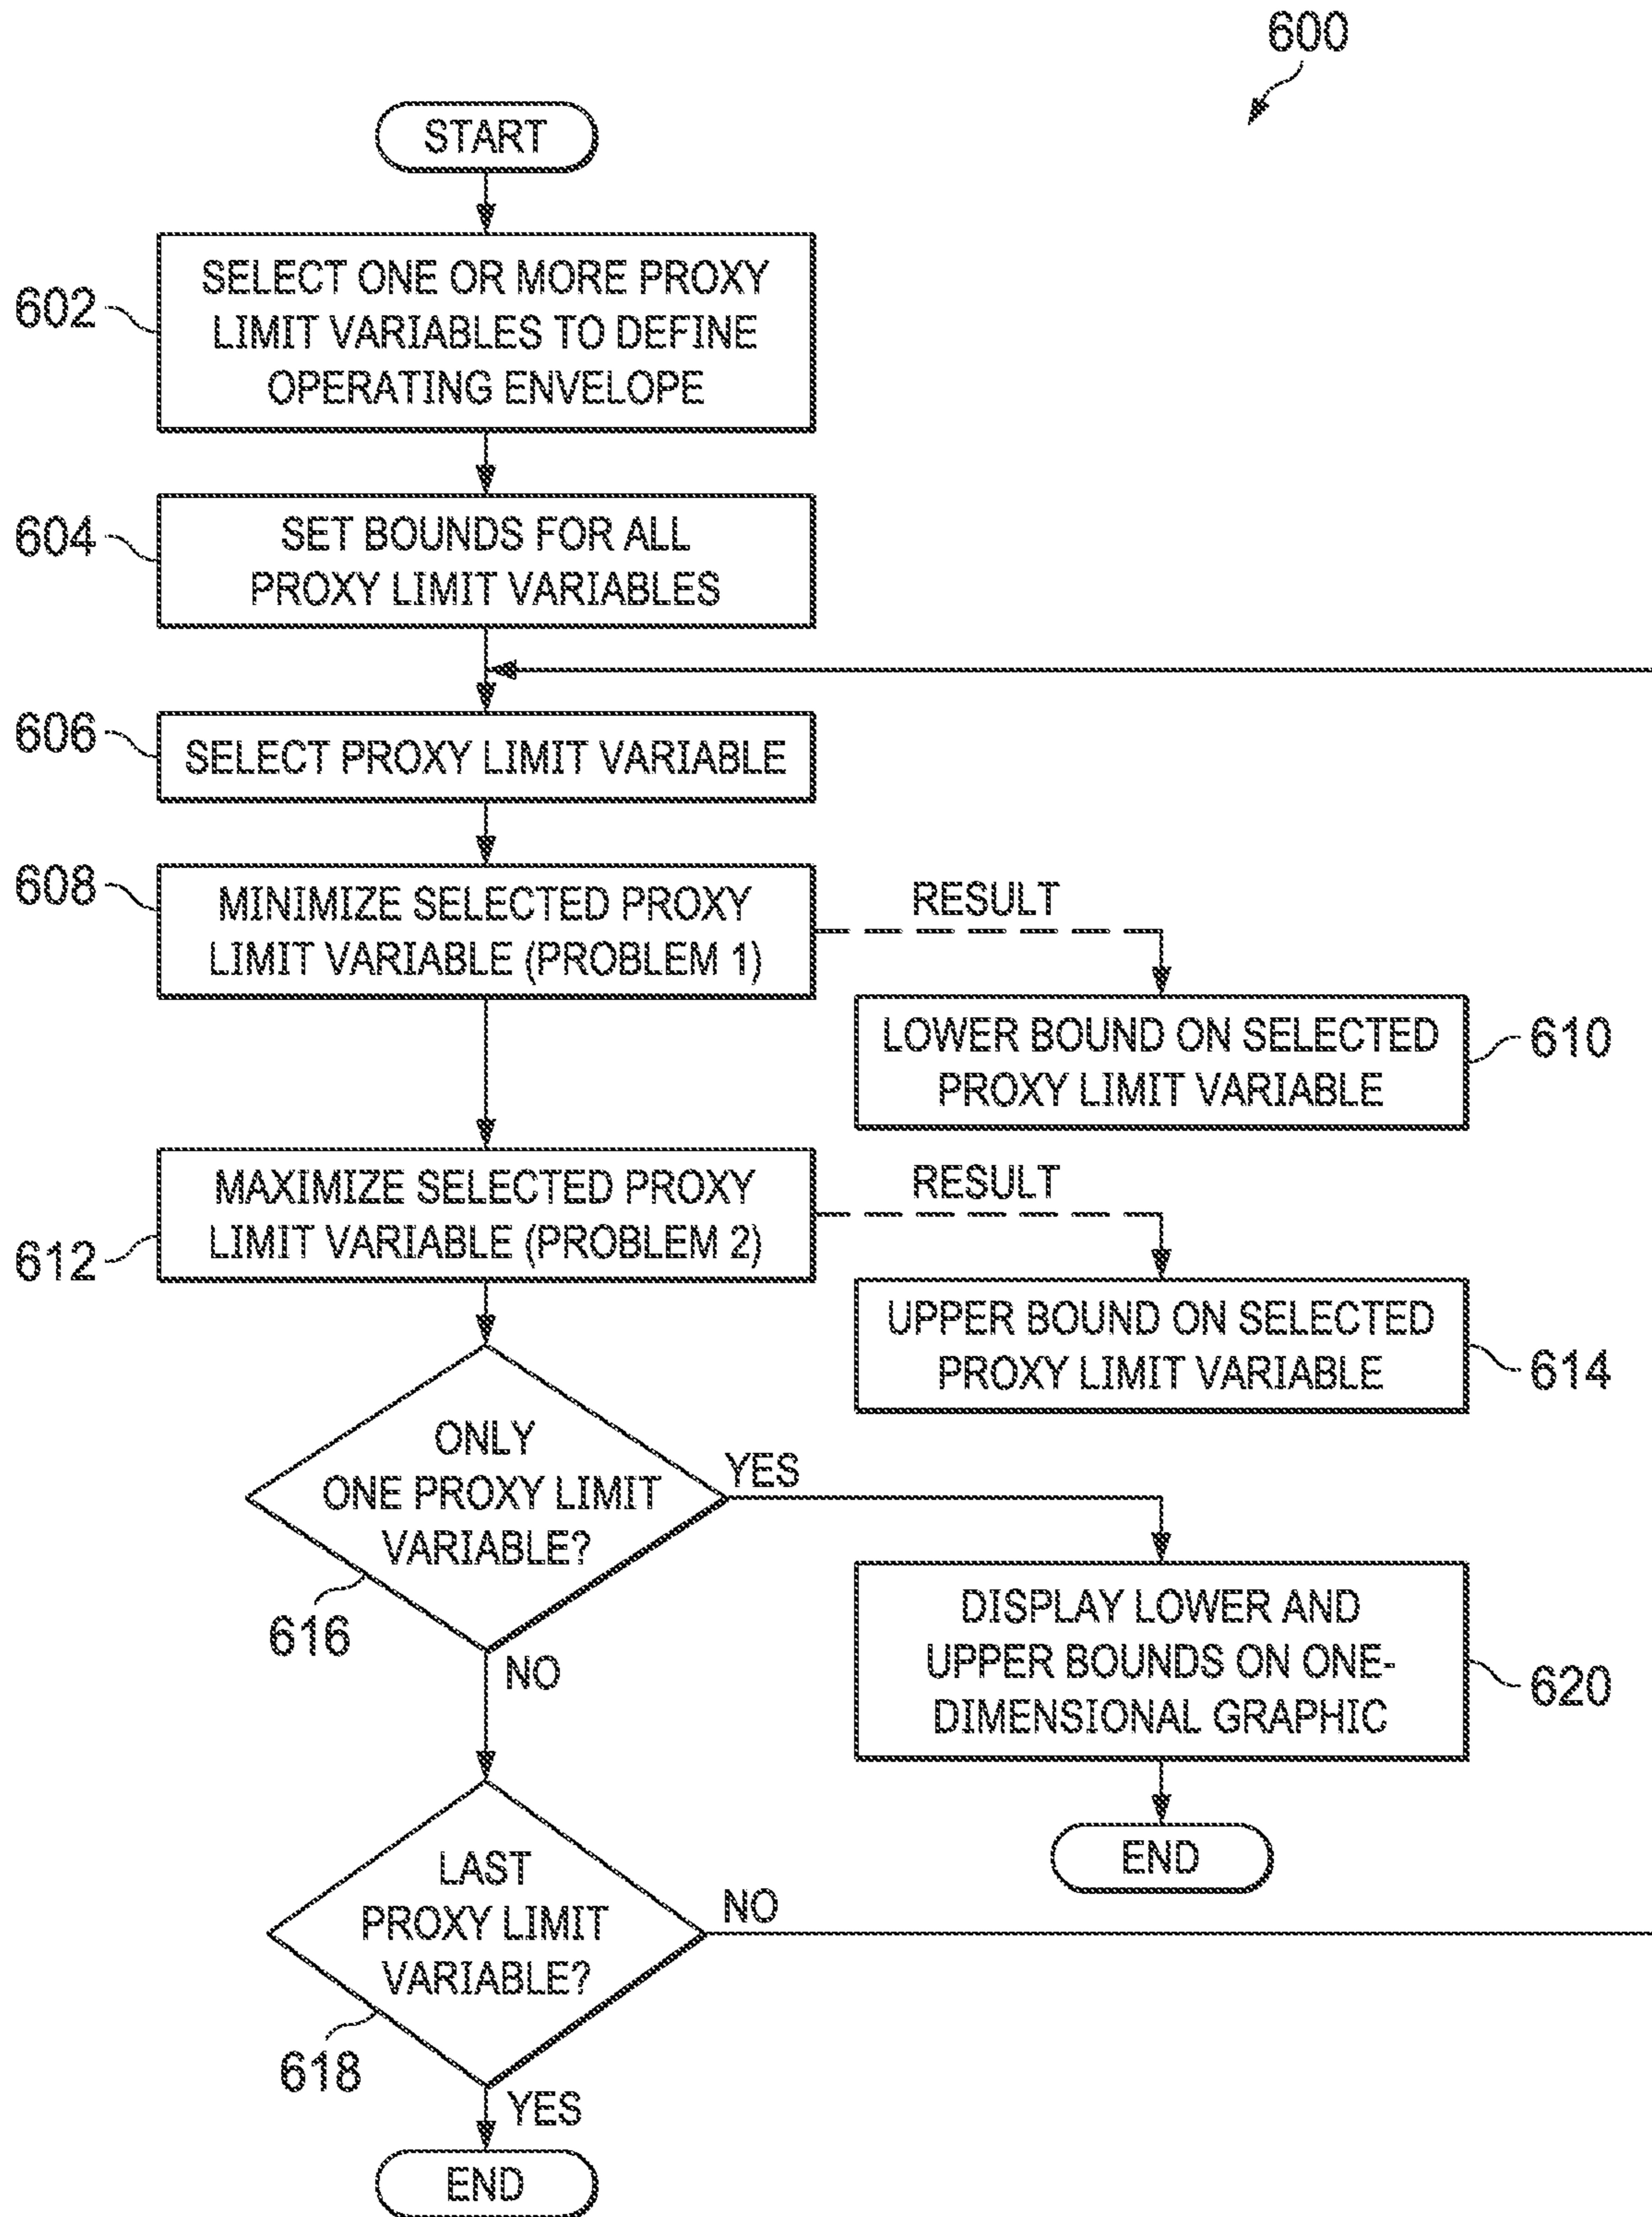 600
START
602
SELECT ONE OR MORE PROXY
LIMIT VARIABLES TO DEFINE
OPERATING ENVELOPE
604
SET BOUNDS FOR ALL
PROXY LIMIT VARIABLES
606
SELECT PROXY LIMIT VARIABLE
608
MINIMIZE SELECTED PROXY
LIMIT VARIABLE (PROBLEM 1)
RESULT
LOWER BOUND ON SELECTED
PROXY LIMIT VARIABLE
610
612
MAXIMIZE SELECTED PROXY
LIMIT VARIABLE (PROBLEM 2)
RESULT
UPPER BOUND ON SELECTED
PROXY LIMIT VARIABLE
614
ONLY
ONE PROXY LIMIT
VARIABLE?
YES
616
NO
DISPLAY LOWER AND
UPPER BOUNDS ON ONE-
DIMENSIONAL GRAPHIC
620
END
LAST
PROXY LIMIT
VARIABLE?
NO
618
YES
END